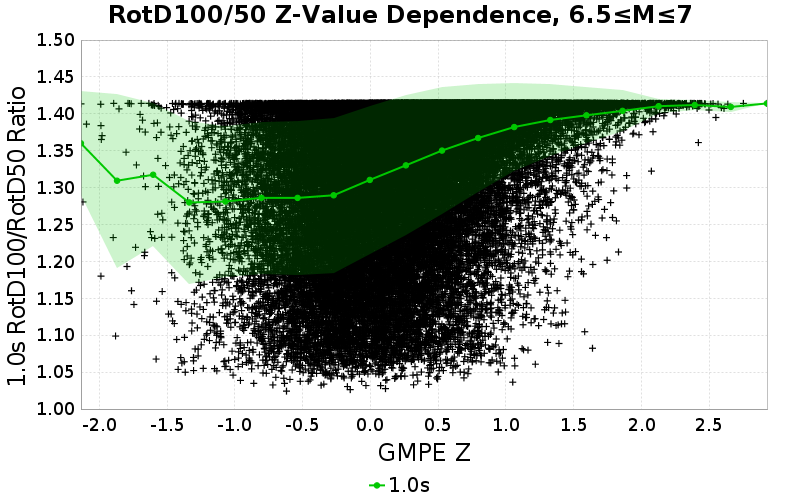 RotD100/50 Z-Value Dependence, 6.5≤M≤7
1.0s RotD100/RotD50 Ratio
1.50
1.45
1.40
1.35
1.30
1.25
1.20
1.15
1.10
1.05
1.00
-2.0 -1.5 -1.0 -0.5 0.0 0.5 1.0 1.5 2.0 2.5
GMPE Z
1.0s